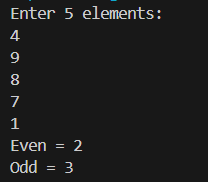 Enter 5 elements:
4
9
8
7
1
Even = 2
Odd = 3